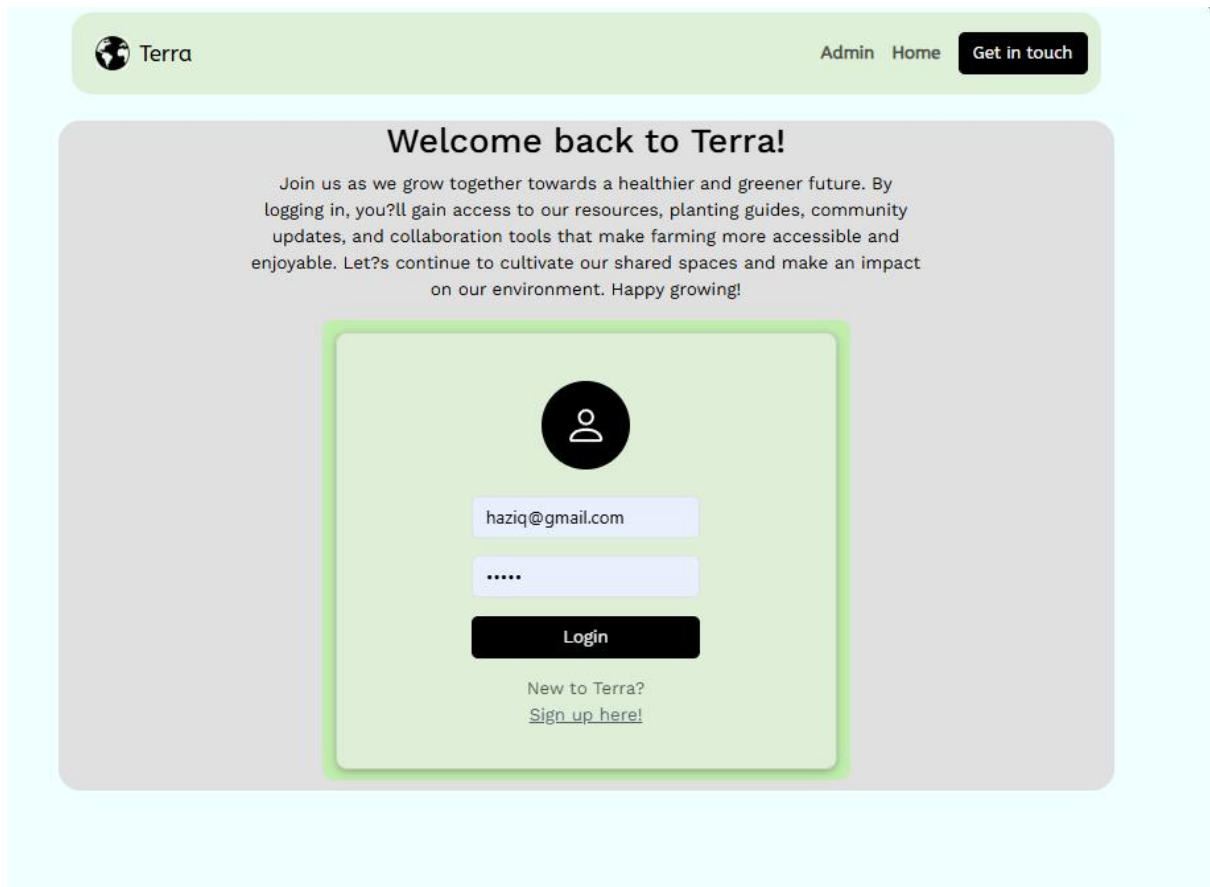 Terra
Admin Home Get in touch
Welcome back to Terra!
Join us as we grow together towards a healthier and greener future. By
logging in, you?ll gain access to our resources, planting guides, community
updates, and collaboration tools that make farming more accessible and
enjoyable. Let?s continue to cultivate our shared spaces and make an impact
on our environment. Happy growing!
haziq@gmail.com
•••••
Login
New to Terra?
Sign up here!